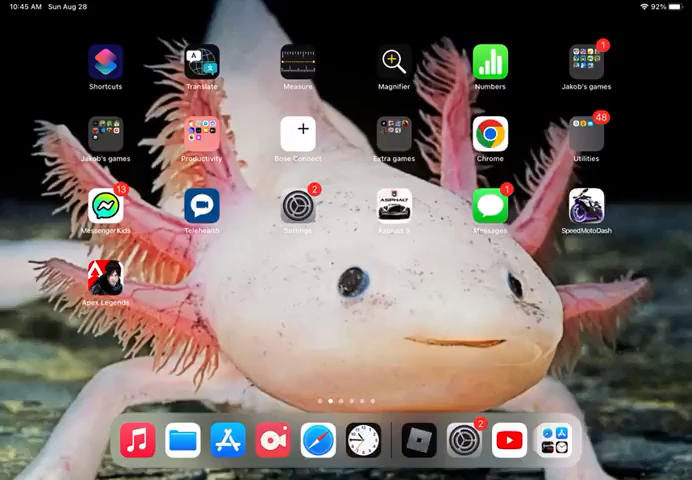 10:45 AM Sun Aug 28
92%
Shortcuts
Translate
Measure
Magnifier
Numbers
1
Jakob's games
Jakob's games
Productivity
Bose Connect
Extra games
Chrome
48
Utilities
13
Messenger Kids
Telehealth
2
Settings
ASPHALT
Asphalt 9
1
Messages
SpeedMotoDash
Apex Legends
2